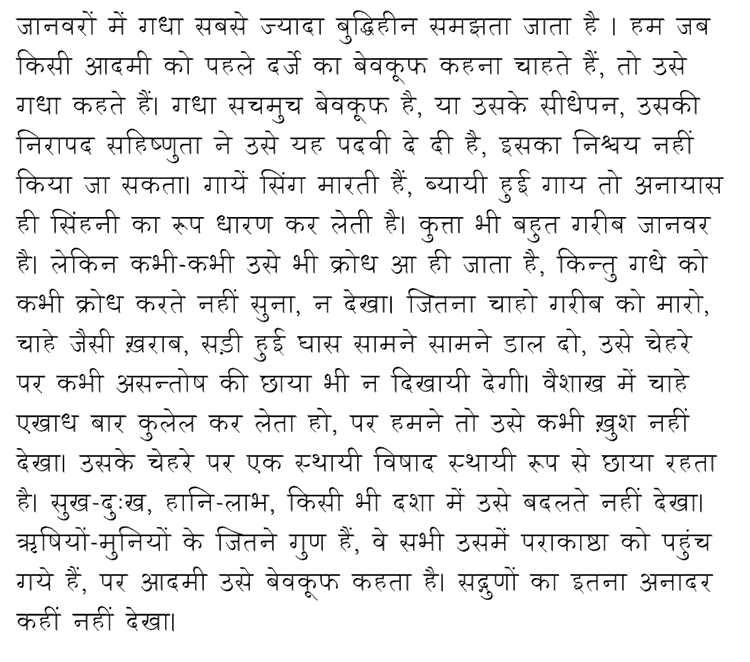 जानवरों में गधा सबसे ज्यादा बुद्धिहीन समझता जाता है । हम जब
किसी आदमी को पहले दर्जे का बेवकूफ कहना चाहते हैं, तो उसे
गधा कहते हैं। गधा सचमुच बेवकूफ है, या उसके सीधेपन, उसकी
निरापद सहिष्णुता ने उसे यह पदवी दे दी है, इसका निश्चय नहीं
किया जा सकता। गायें सिंग मारती हैं, ब्यायी हुई गाय तो अनायास
ही सिंहनी का रूप धारण कर लेती है। कुत्ता भी बहुत गरीब जानवर
है। लेकिन कभी-कभी उसे भी क्रोध आ ही जाता है, किन्तु गधे को
कभी क्रोध करते नहीं सुना, न देखा। जितना चाहो गरीब को मारो,
चाहे जैसी ख़राब, सड़ी हुई घास सामने सामने डाल दो, उसे चेहरे
पर कभी असन्तोष की छाया भी न दिखायी देगी। वैशाख में चाहे
एखाध बार कुलेल कर लेता हो, पर हमने तो उसे कभी ख़ुश नहीं
देखा। उसके चेहरे पर एक स्थायी विषाद स्थायी रूप से छाया रहता
है। सुख-दुःख, हानि-लाभ, किसी भी दशा में उसे बदलते नहीं देखा।
ऋषियों-मुनियों के जितने गुण हैं, वे सभी उसमें पराकाष्ठा को पहुंच
गये हैं, पर आदमी उसे बेवकूफ कहता है। सद्गुणों का इतना अनादर
कहीं नहीं देखा।